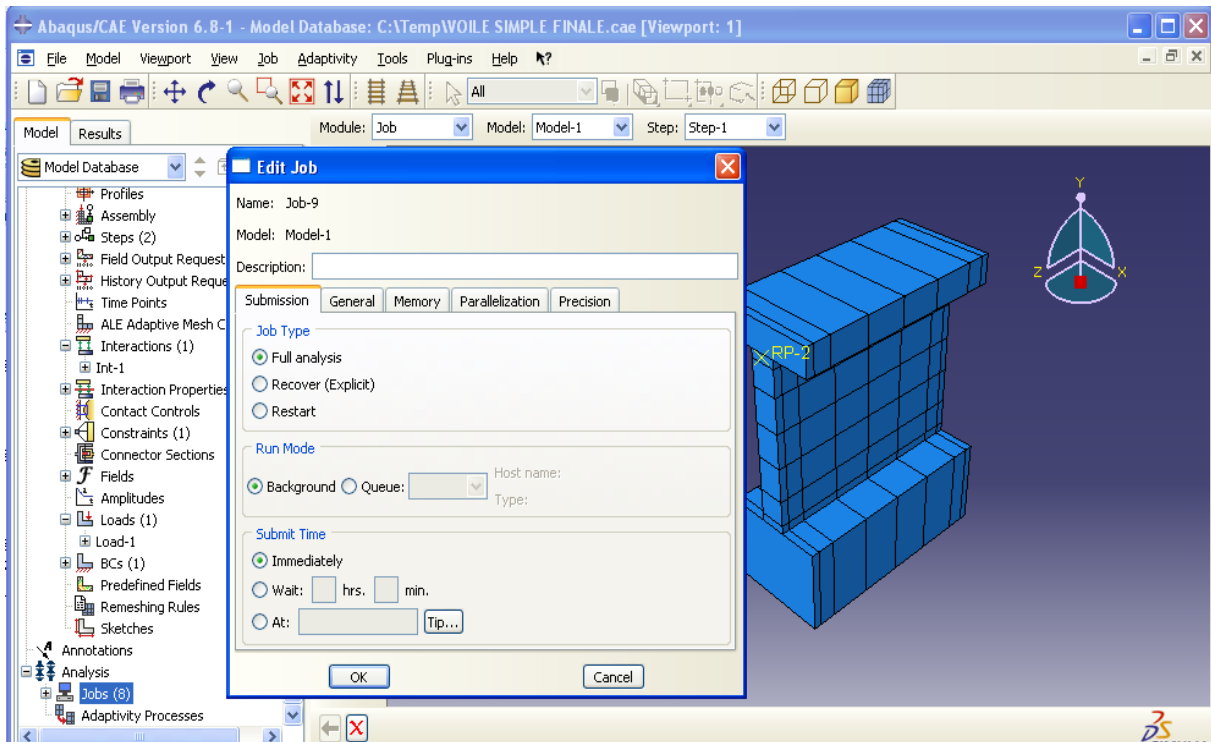 Abaqus/CAE Version 6.8-1 - Model Database: C:\Temp\VOILE SIMPLE FINALE.cae [Viewport: 1]
File Model Viewport View Job Adaptivity Tools Plug-ins Help
All
Model Results
Module: Job Model: Model-1 Step: Step-1
Model Database
Profiles
Assembly
Steps (2)
Field Output Request
History Output Reque
Time Points
ALE Adaptive Mesh C
Interactions (1)
Int-1
Interaction Properties
Contact Controls
Constraints (1)
Connector Sections
Fields
Amplitudes
Loads (1)
Load-1
BCs (1)
Predefined Fields
Remeshing Rules
Sketches
Annotations
Analysis
Jobs (8)
Adaptivity Processes
Edit Job
Name: Job-9
Model: Model-1
Description:
Submission General Memory Parallelization Precision
Job Type
Full analysis
Recover (Explicit)
Restart
Run Mode
Background Queue: Host name:
Type:
Submit Time
Immediately
Wait: hrs. min.
At: Tip...
OK Cancel
Y
Z X
RP-2